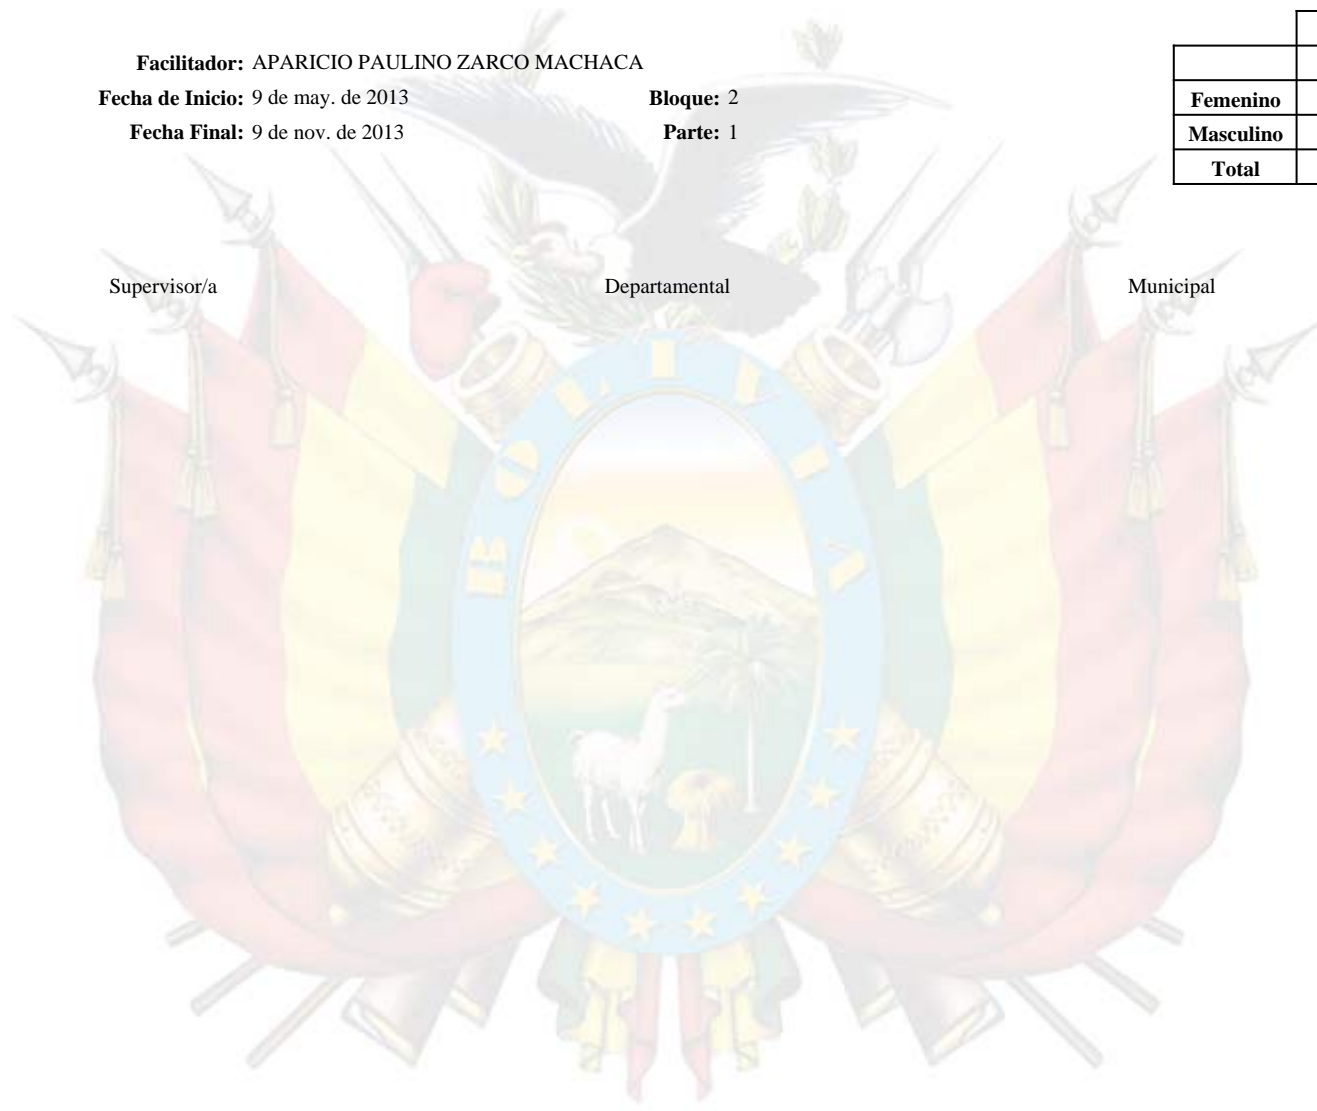 Facilitador: APARICIO PAULINO ZARCO MACHACA
Fecha de Inicio: 9 de may. de 2013 Bloque: 2
Fecha Final: 9 de nov. de 2013 Parte: 1
Femenino
Masculino
Total
Supervisor/a Departamental Municipal
BOLIVIA